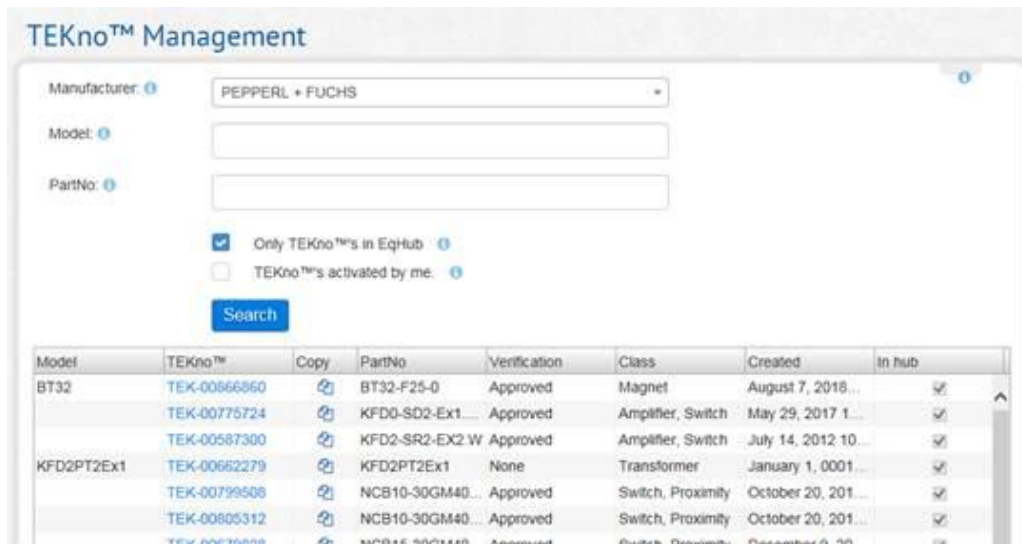 TEKno™ Management
Manufacturer:
PEPPERL + FUCHS
Model:
PartNo:
Only TEKno™'s in EqHub
TEKno™'s activated by me.
Search
Model TEKno™ Copy PartNo Verification Class Created In hub
BT32 TEK-00866860 BT32-F25-0 Approved Magnet August 7, 2018...
TEK-00775724 KFD0-SD2-Ex1.... Approved Amplifier, Switch May 29, 2017 1...
TEK-00587300 KFD2-SR2-EX2 W Approved Amplifier, Switch July 14, 2012 10...
KFD2PT2Ex1 TEK-00662279 KFD2PT2Ex1 None Transformer January 1, 0001...
TEK-00799508 NCB10-30GM40... Approved Switch, Proximity October 20, 201...
TEK-00805312 NCB10-30GM40... Approved Switch, Proximity October 20, 201...